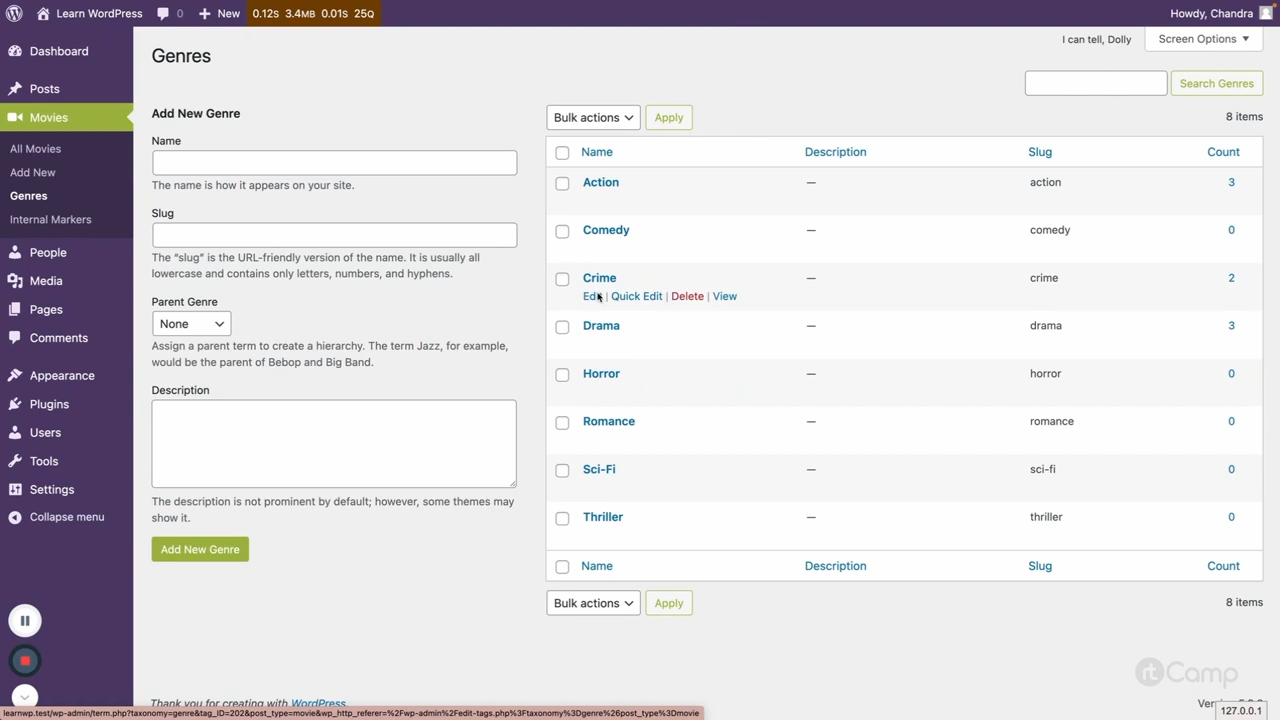 Learn WordPress
0
New
0.12S 3.4MB 0.01S 25Q
Howdy, Chandra
Dashboard
Posts
Movies
All Movies
Add New
Genres
Internal Markers
People
Media
Pages
Comments
Appearance
Plugins
Users
Tools
Settings
Collapse menu
I can tell, Dolly
Screen Options
Genres
Search Genres
Add New Genre
Name
The name is how it appears on your site.
Slug
The “slug” is the URL-friendly version of the name. It is usually all
lowercase and contains only letters, numbers, and hyphens.
Parent Genre
None
Assign a parent term to create a hierarchy. The term Jazz, for example,
would be the parent of Bebop and Big Band.
Description
The description is not prominent by default; however, some themes may
show it.
Add New Genre
Bulk actions
Apply
8 items
Name Description Slug Count
Action — action 3
Comedy — comedy 0
Crime — crime 2
Edit | Quick Edit | Delete | View
Drama — drama 3
Horror — horror 0
Romance — romance 0
Sci-Fi — sci-fi 0
Thriller — thriller 0
Name Description Slug Count
Bulk actions
Apply
8 items
rtCamp
Thank you for creating with WordPress.
127.0.0.1
learnwp.test/wp-admin/term.php?taxonomy=genre&tag_ID=202&post_type=movie&wp_http_referer=%2Fwp-admin%2Fedit-tags.php%3Ftaxonomy%3Dgenre%26post_type%3Dmovie